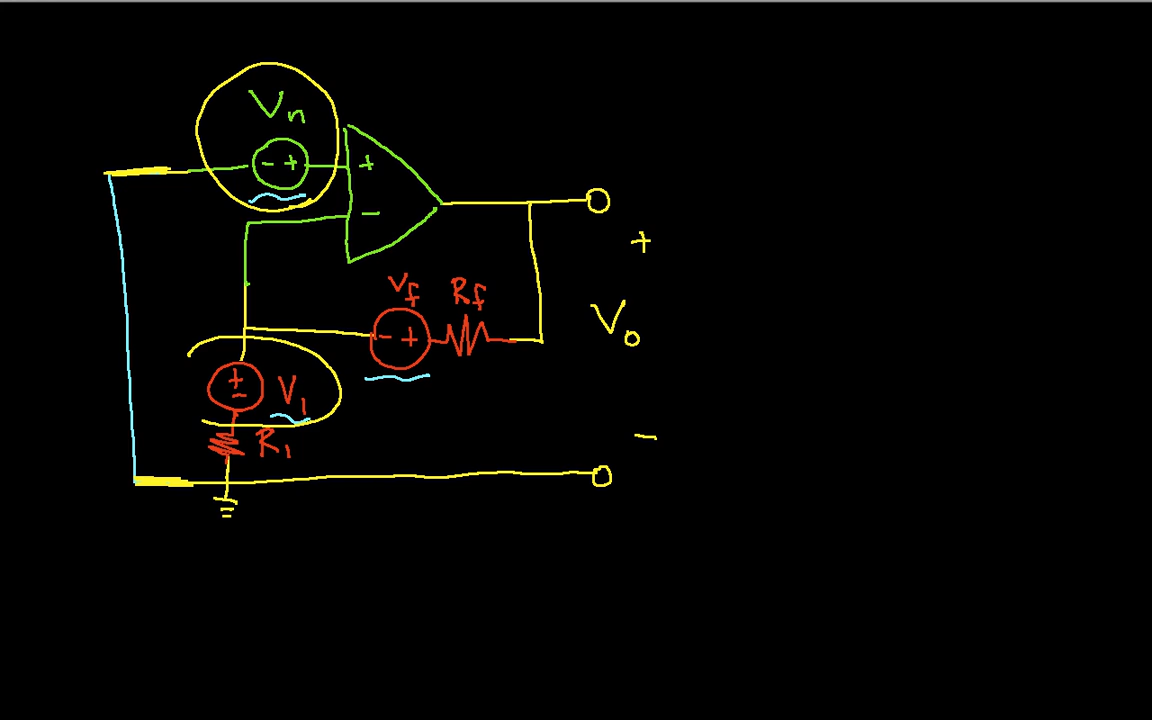 Vn
- + +
-
Vf Rf
- +
+
Vo
+
- V1
R1
-